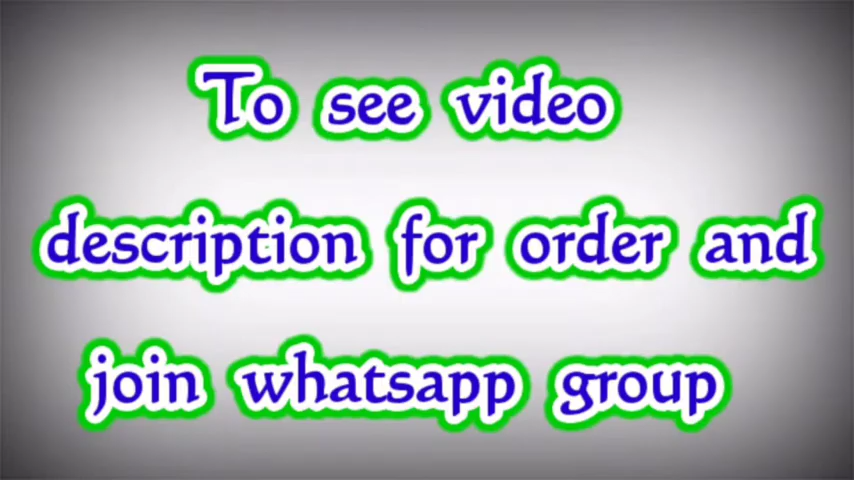 To see video
description for order and
join whatsapp group